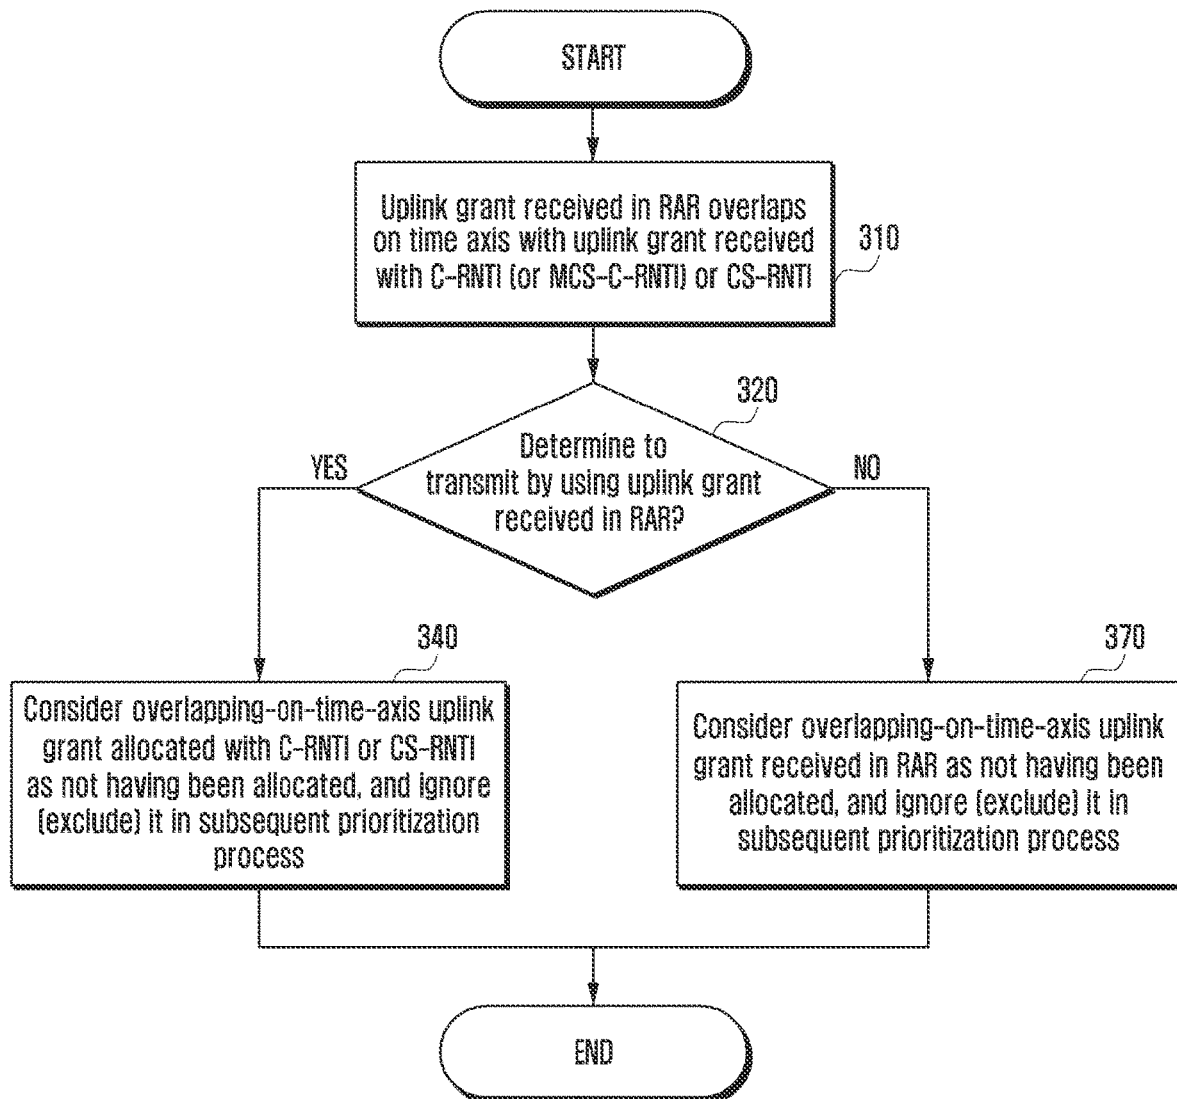 START
Uplink grant received in RAR overlaps
on time axis with uplink grant received
with C-RNTI (or MCS-C-RNTI) or CS-RNTI
310
320
Determine to
transmit by using uplink grant
received in RAR?
YES
NO
340
Consider overlapping-on-time-axis uplink
grant allocated with C-RNTI or CS-RNTI
as not having been allocated, and ignore
(exclude) it in subsequent prioritization
process
370
Consider overlapping-on-time-axis uplink
grant received in RAR as not having been
allocated, and ignore (exclude) it in
subsequent prioritization process
END